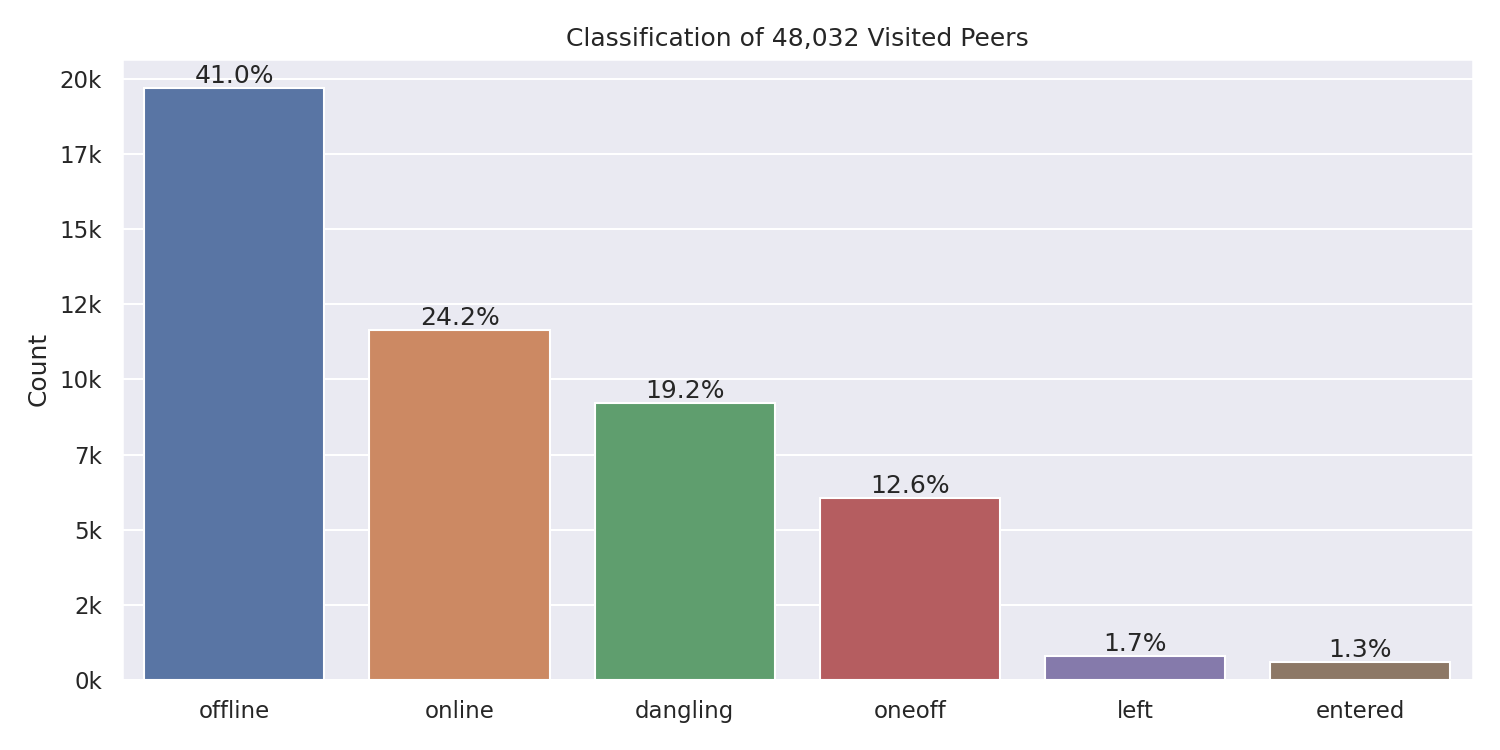 Classification of 48,032 Visited Peers
20k
17k
15k
12k
10k
7k
5k
2k
0k
Count
41.0%
24.2%
19.2%
12.6%
1.7%
1.3%
offline
online
dangling
oneoff
left
entered